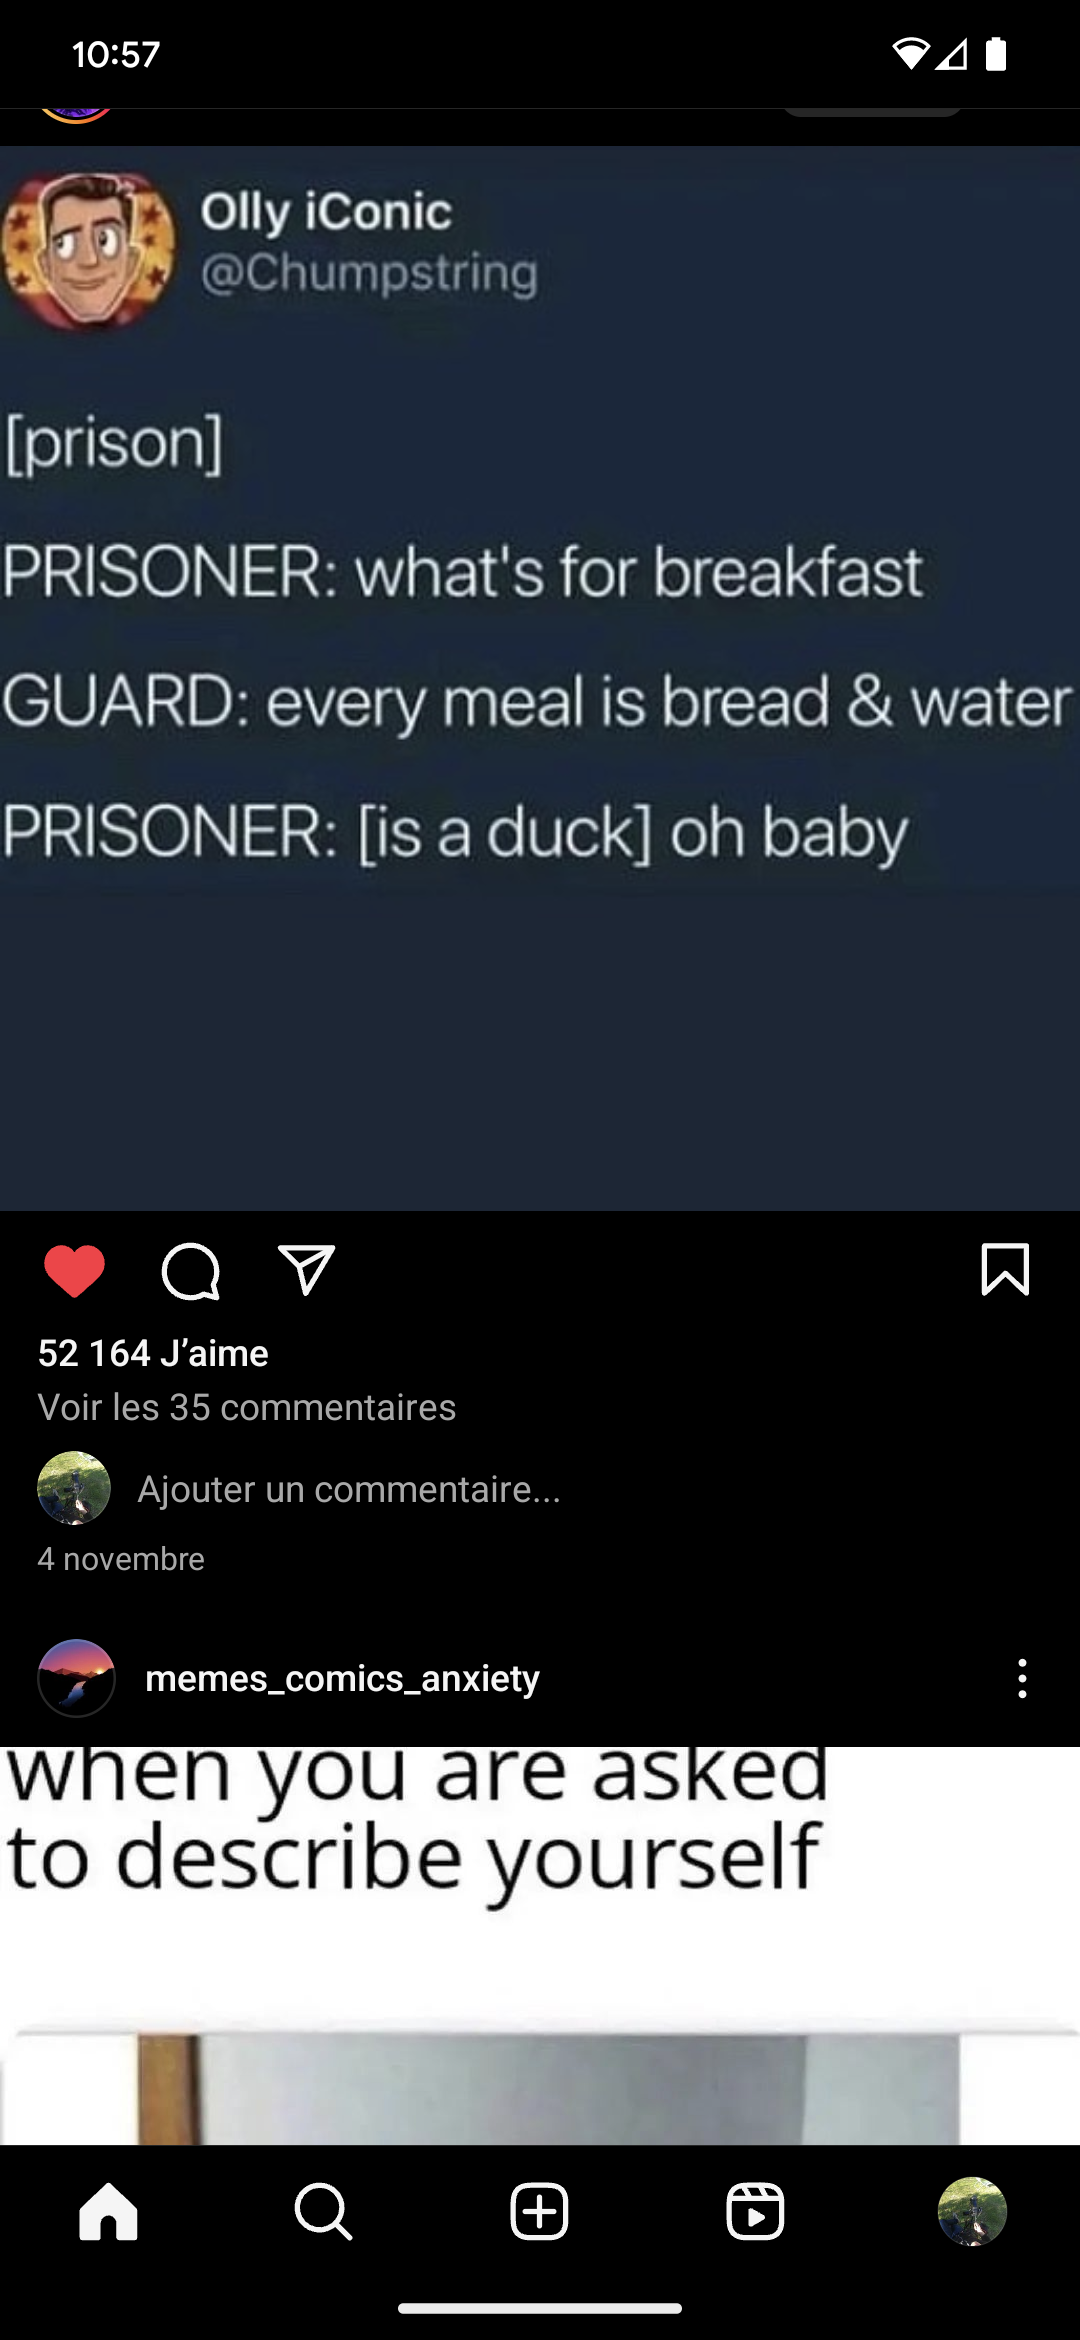 10:57
Olly iConic
@Chumpstring
[prison]
PRISONER: what's for breakfast
GUARD: every meal is bread & water
PRISONER: [is a duck] oh baby
52 164 J’aime
Voir les 35 commentaires
Ajouter un commentaire...
4 novembre
memes_comics_anxiety
when you are asked
to describe yourself